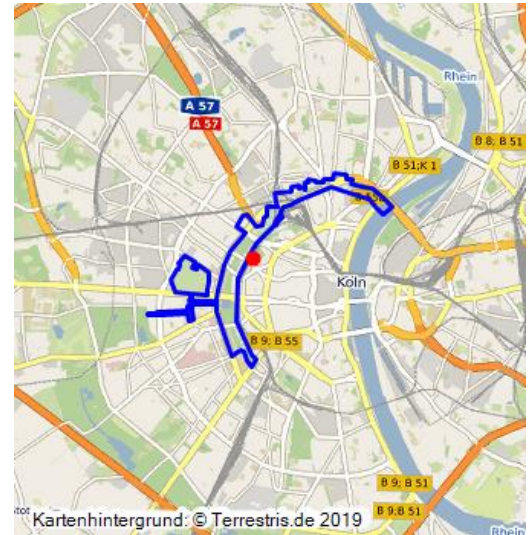 Rhein
A 57
A 57
B 8; B 51
B 51;K 1
Köln
B 9; B 55
B 9; B 51
B 9;B 51
Kartenhintergrund: © Terrestris.de 2019